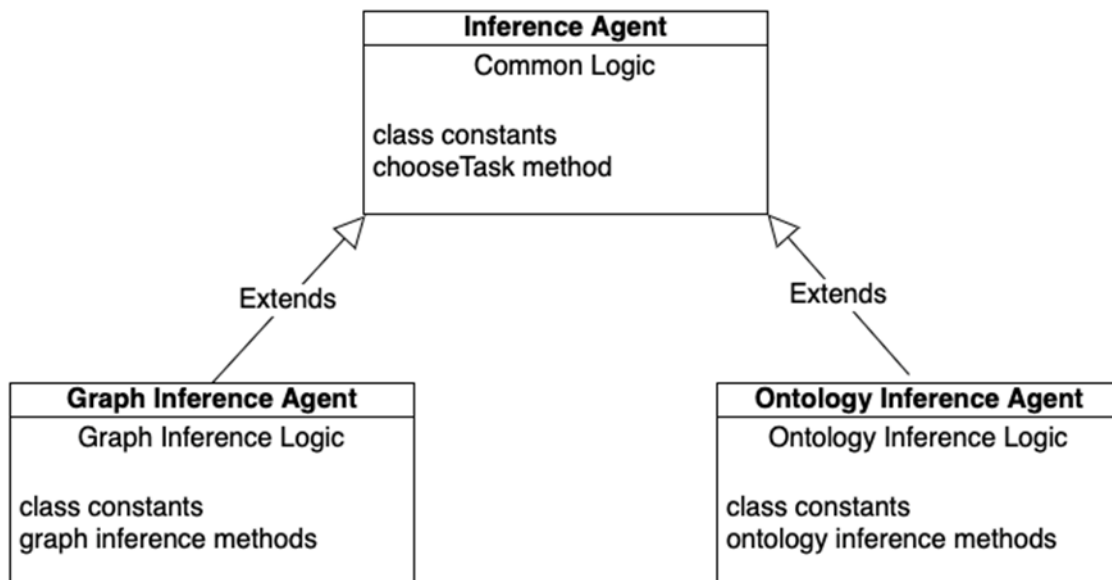 Inference Agent
Common Logic
class constants
chooseTask method
Extends
Extends
Graph Inference Agent
Graph Inference Logic
class constants
graph inference methods
Ontology Inference Agent
Ontology Inference Logic
class constants
ontology inference methods